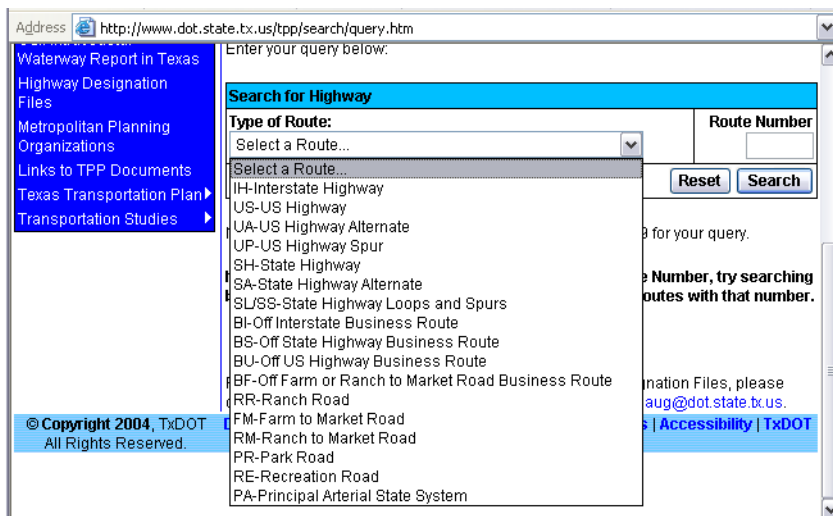 Address http://www.dot.state.tx.us/tpp/search/query.htm
Waterway Report in Texas
Highway Designation
Files
Metropolitan Planning
Organizations
Links to TPP Documents
Texas Transportation Plan
Transportation Studies
Enter your query below:
Search for Highway
Type of Route:
Route Number
Select a Route...
Select a Route...
IH-Interstate Highway
US-US Highway
UA-US Highway Alternate
UP-US Highway Spur
SH-State Highway
SA-State Highway Alternate
SL/SS-State Highway Loops and Spurs
BI-Off Interstate Business Route
BS-Off State Highway Business Route
BU-Off US Highway Business Route
BF-Off Farm or Ranch to Market Road Business Route
RR-Ranch Road
FM-Farm to Market Road
RM-Ranch to Market Road
PR-Park Road
RE-Recreation Road
PA-Principal Arterial State System
Reset Search
for your query.
Number, try searching
outes with that number.
gnation Files, please
aug@dot.state.tx.us.
© Copyright 2004, TxDOT
All Rights Reserved.
| Accessibility | TxDOT